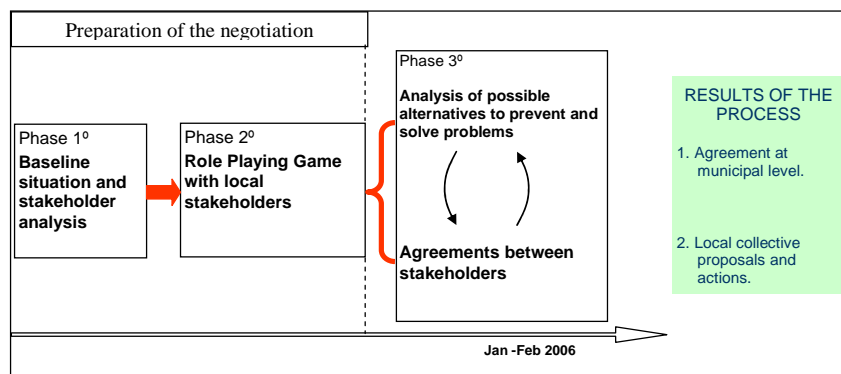 Preparation of the negotiation
Phase 1º
Baseline
situation and
stakeholder
analysis
Phase 2º
Role Playing Game
with local
stakeholders
Phase 3º
Analysis of possible
alternatives to prevent and
solve problems
Agreements between
stakeholders
RESULTS OF THE
PROCESS
1. Agreement at
municipal level.
2. Local collective
proposals and
actions.
Jan -Feb 2006